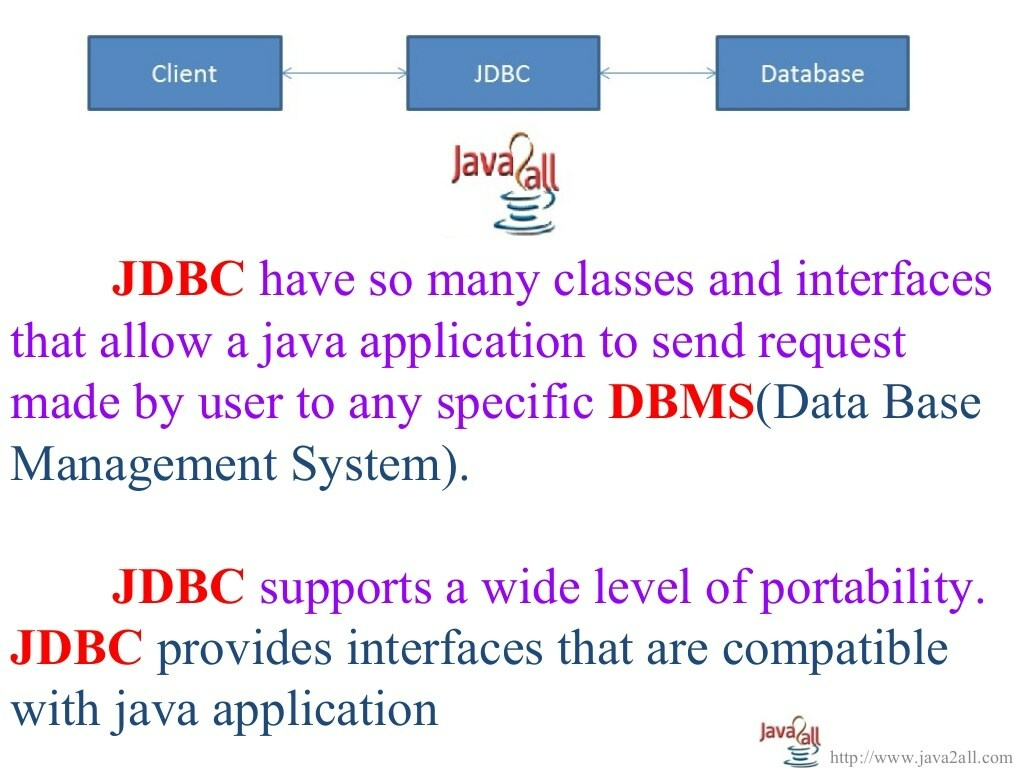 Client JDBC Database
Java2all
JDBC have so many classes and interfaces
that allow a java application to send request
made by user to any specific DBMS(Data Base
Management System).
JDBC supports a wide level of portability.
JDBC provides interfaces that are compatible
with java application
Java2all
http://www.java2all.com